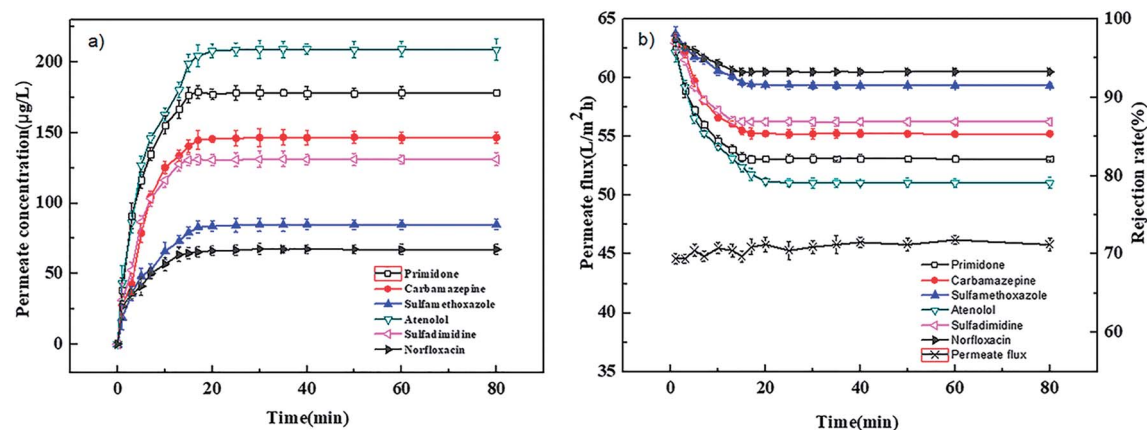 a)
Permeate concentration(µg/L)
200
150
100
50
0
Primidone
Carbamazepine
Sulfamethoxazole
Atenolol
Sulfadimidine
Norfloxacin
0 20 40 60 80
Time(min)
b)
Permeate flux(L/m²h)
65
60
55
50
45
40
35
Primidone
Carbamazepine
Sulfamethoxazole
Atenolol
Sulfadimidine
Norfloxacin
Permeate flux
0 20 40 60 80
Time(min)
100
90
80
70
60
Rejection rate(%)